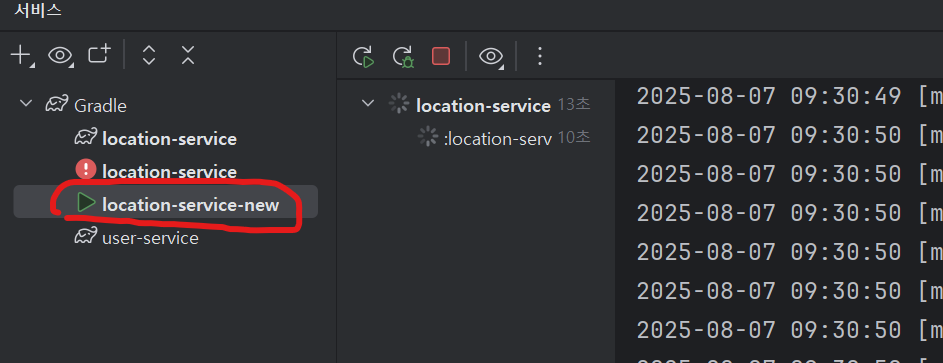 서비스
Gradle
location-service
location-service
location-service-new
user-service
location-service 13초
:location-serv 10초
2025-08-07 09:30:49 [m
2025-08-07 09:30:50 [m
2025-08-07 09:30:50 [m
2025-08-07 09:30:50 [m
2025-08-07 09:30:50 [m
2025-08-07 09:30:50 [m
2025-08-07 09:30:50 [m